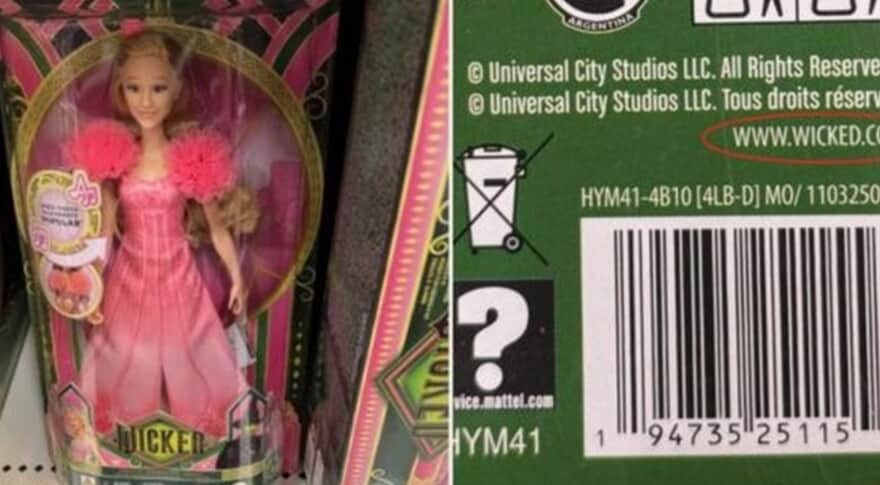 POPULAR
WICKED
ARGENTINA
© Universal City Studios LLC. All Rights Reserve
© Universal City Studios LLC. Tous droits réserv
WWW.WICKED.CO
HYM41-4B10 [4LB-D] MO/ 1103250
?
vice.mattel.com
HYM41
1 94735 25115